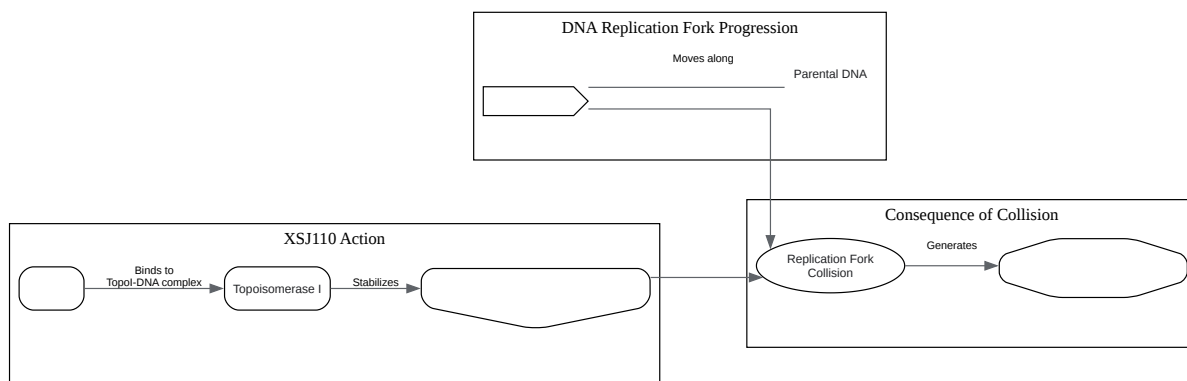 DNA Replication Fork Progression
Moves along
Parental DNA
XSJ110 Action
Binds to
TopoI-DNA complex
Topoisomerase I
Stabilizes
Consequence of Collision
Replication Fork
Collision
Generates